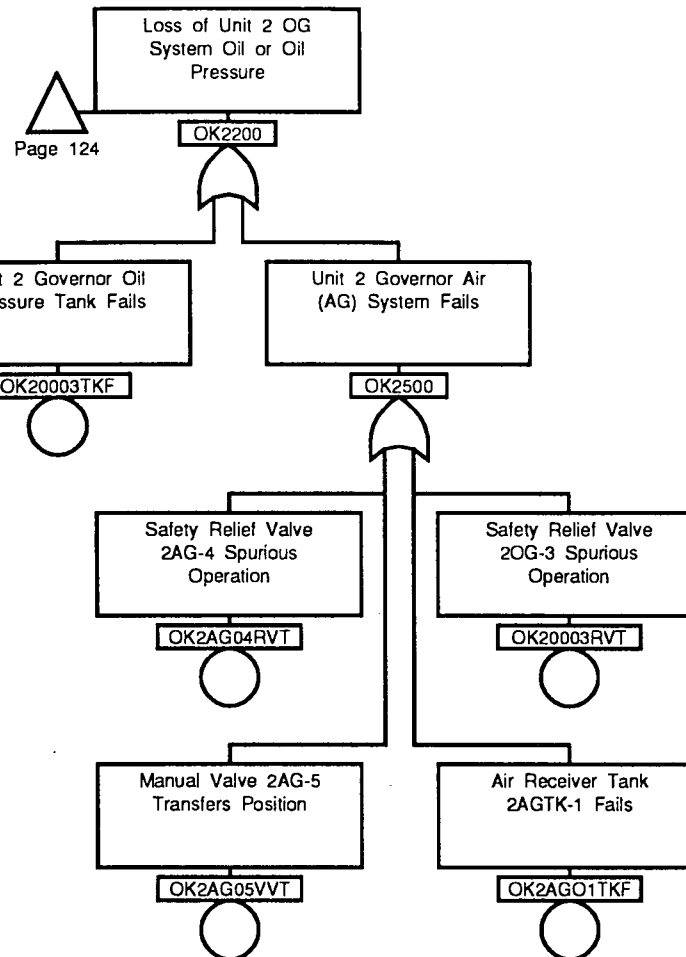 Loss of Unit 2 OG
System Oil or Oil
Pressure
Page 124
OK2200
t 2 Governor Oil
ssure Tank Fails
Unit 2 Governor Air
(AG) System Fails
OK20003TKF
OK2500
Safety Relief Valve
2AG-4 Spurious
Operation
Safety Relief Valve
2OG-3 Spurious
Operation
OK2AG04RVT
OK20003RVT
Manual Valve 2AG-5
Transfers Position
Air Receiver Tank
2AGTK-1 Fails
OK2AG05VVT
OK2AGO1TKF